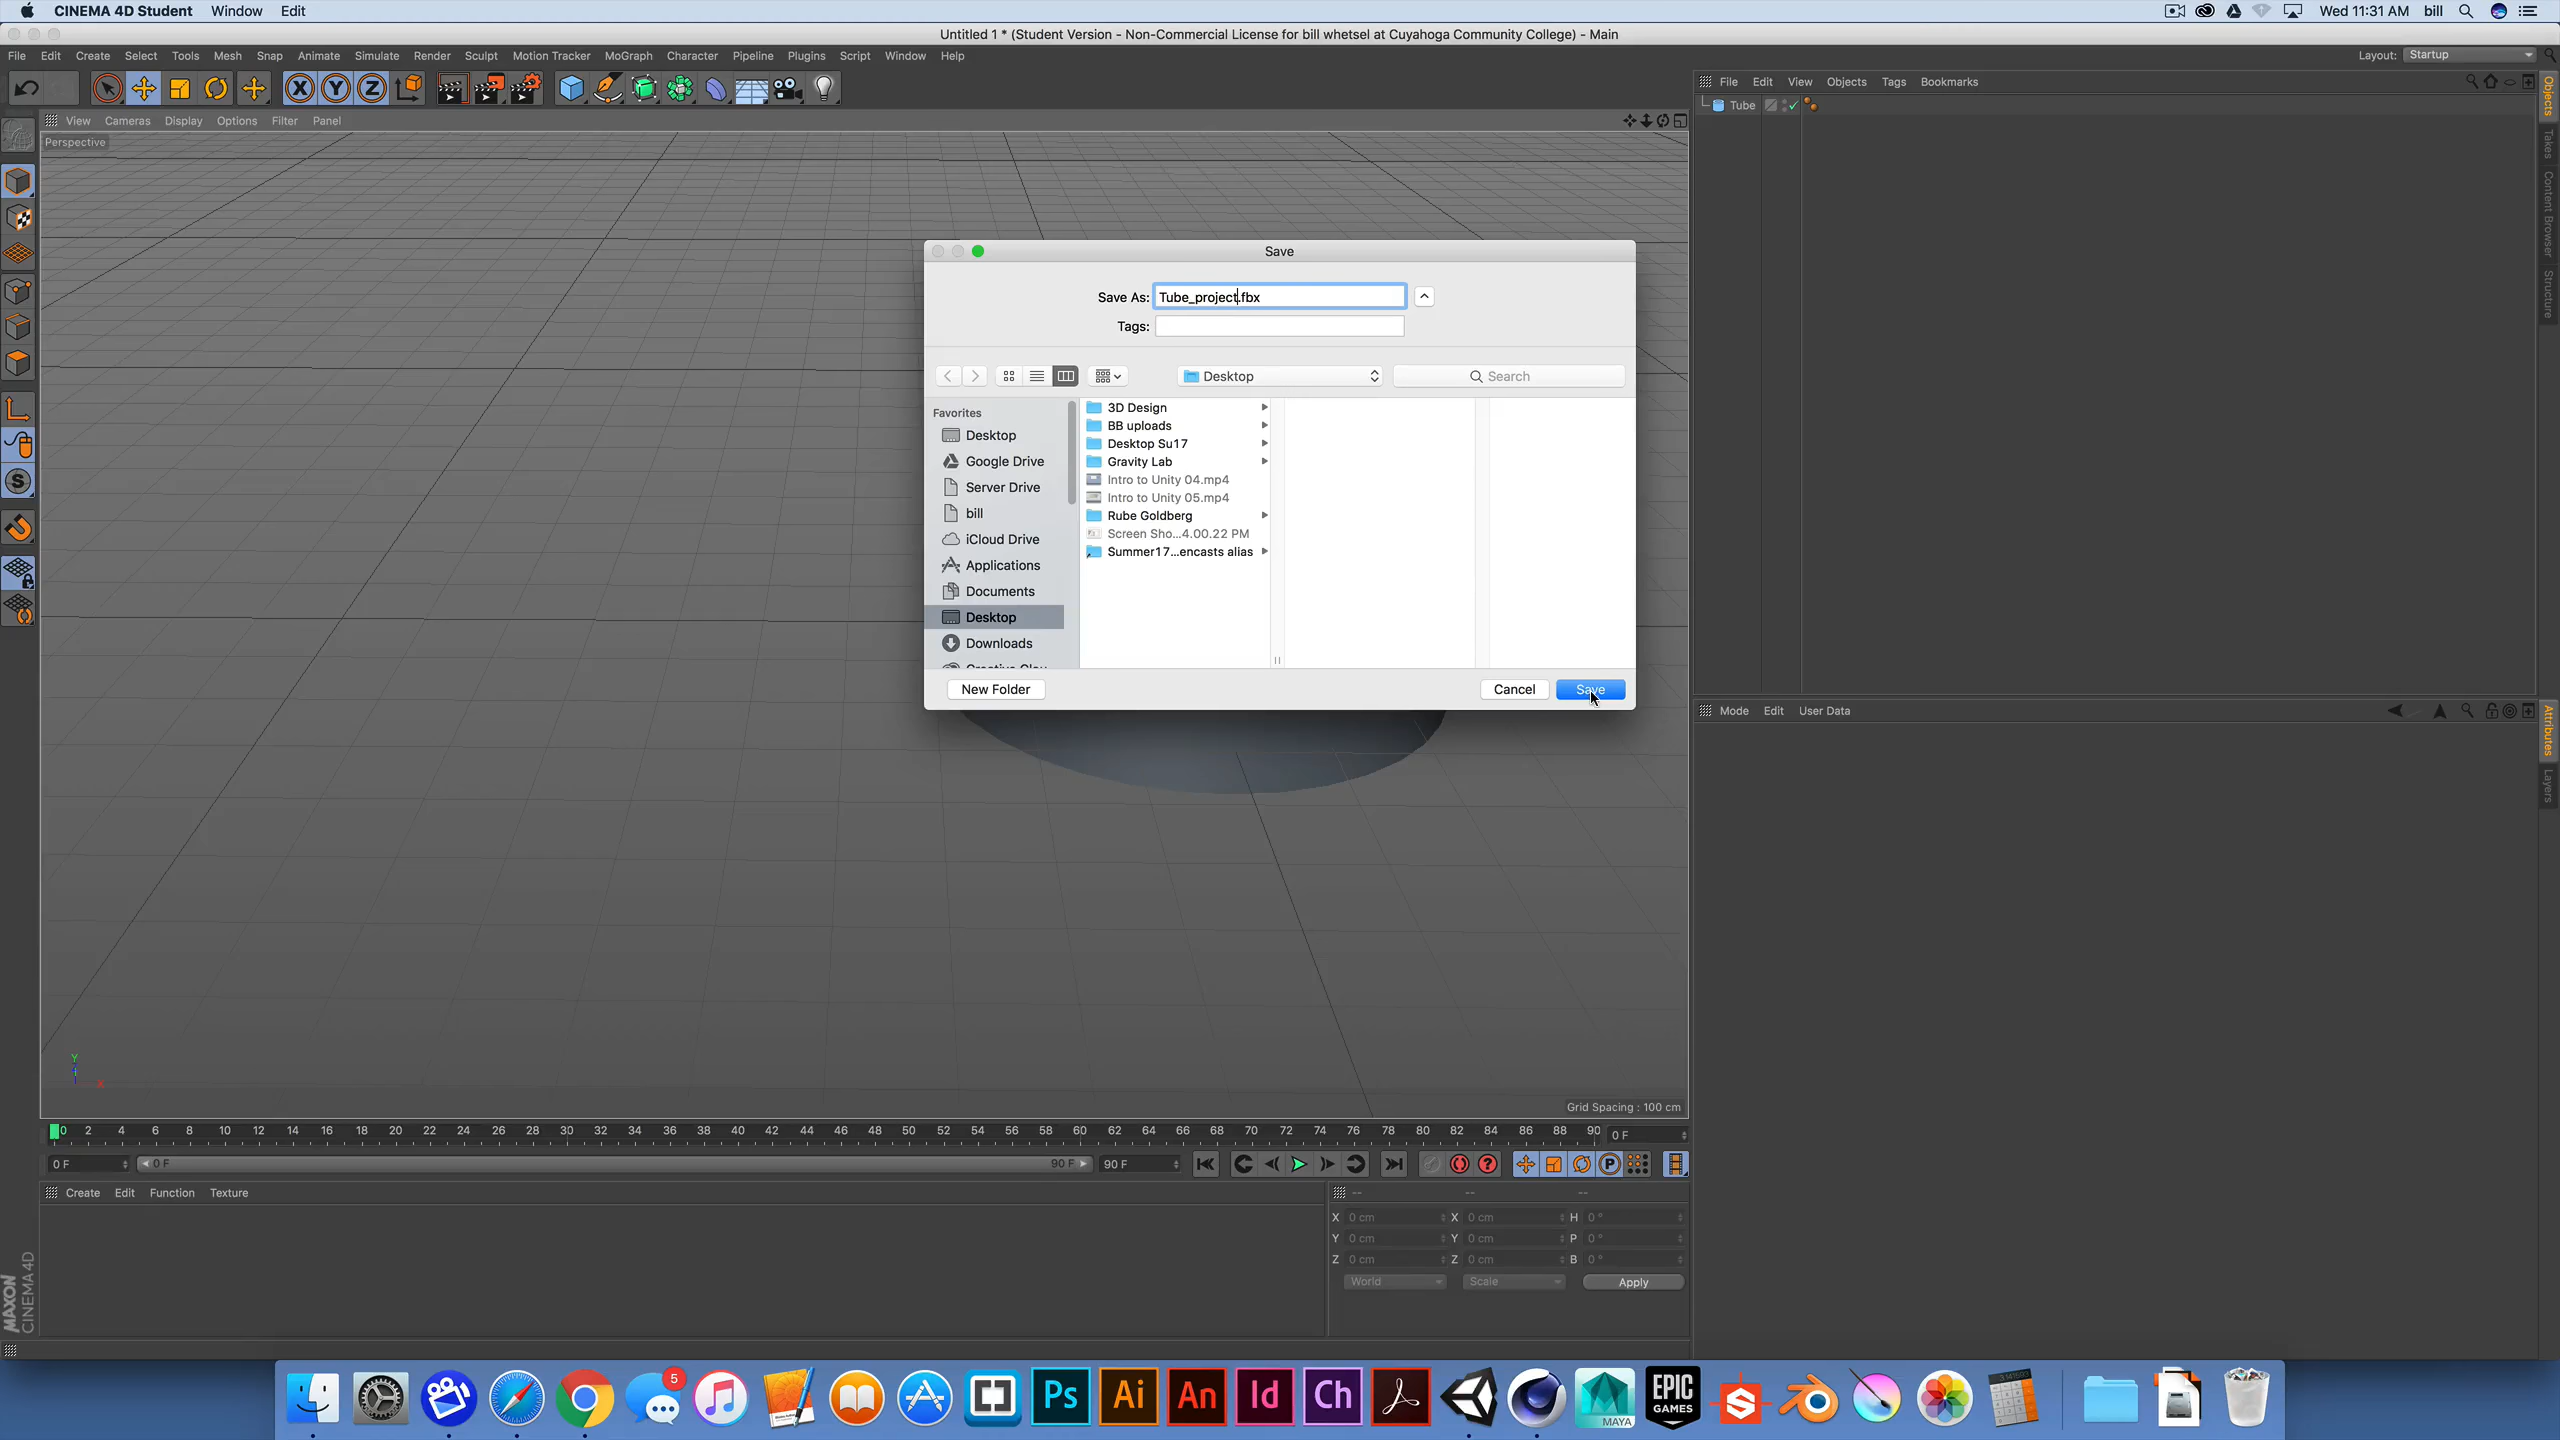 CINEMA 4D Student Window Edit
Wed 11:31 AM bill
Untitled 1 * (Student Version - Non-Commercial License for bill whetsel at Cuyahoga Community College) - Main
File Edit Create Select Tools Mesh Snap Animate Simulate Render Sculpt Motion Tracker MoGraph Character Pipeline Plugins Script Window Help
Layout: Startup
X Y Z
File Edit View Objects Tags Bookmarks
Tube
View Cameras Display Options Filter Panel
Perspective
Objects
Takes
Content Browser
Structure
Save
Save As: Tube_project.fbx
Tags:
Desktop
Search
Favorites
Desktop
Google Drive
Server Drive
bill
iCloud Drive
Applications
Documents
Desktop
Downloads
3D Design
BB uploads
Desktop Su17
Gravity Lab
Intro to Unity 04.mp4
Intro to Unity 05.mp4
Rube Goldberg
Screen Sho...4.00.22 PM
Summer17...encasts alias
New Folder
Cancel
Save
Mode Edit User Data
Attributes
Layers
Y
X
Grid Spacing : 100 cm
0 2 4 6 8 10 12 14 16 18 20 22 24 26 28 30 32 34 36 38 40 42 44 46 48 50 52 54 56 58 60 62 64 66 68 70 72 74 76 78 80 82 84 86 88 90
0 F
0 F
0 F
90 F
90 F
P
Create Edit Function Texture
-- -- --
X 0 cm X 0 cm H 0 °
Y 0 cm Y 0 cm P 0 °
Z 0 cm Z 0 cm B 0 °
World Scale Apply
MAXON
CINEMA 4D
5
Ps
Ai
An
Id
Ch
MAYA
EPIC
GAMES